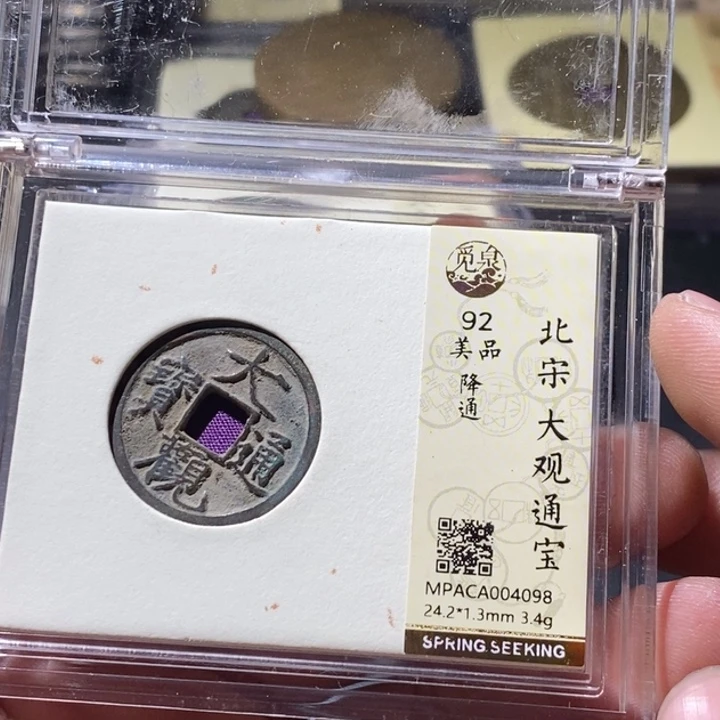 大觀通寶
觅泉
92
美品
降通
北宋大观通宝
MPACA004098
24.2*1.3mm 3.4g
SPRING SEEKING